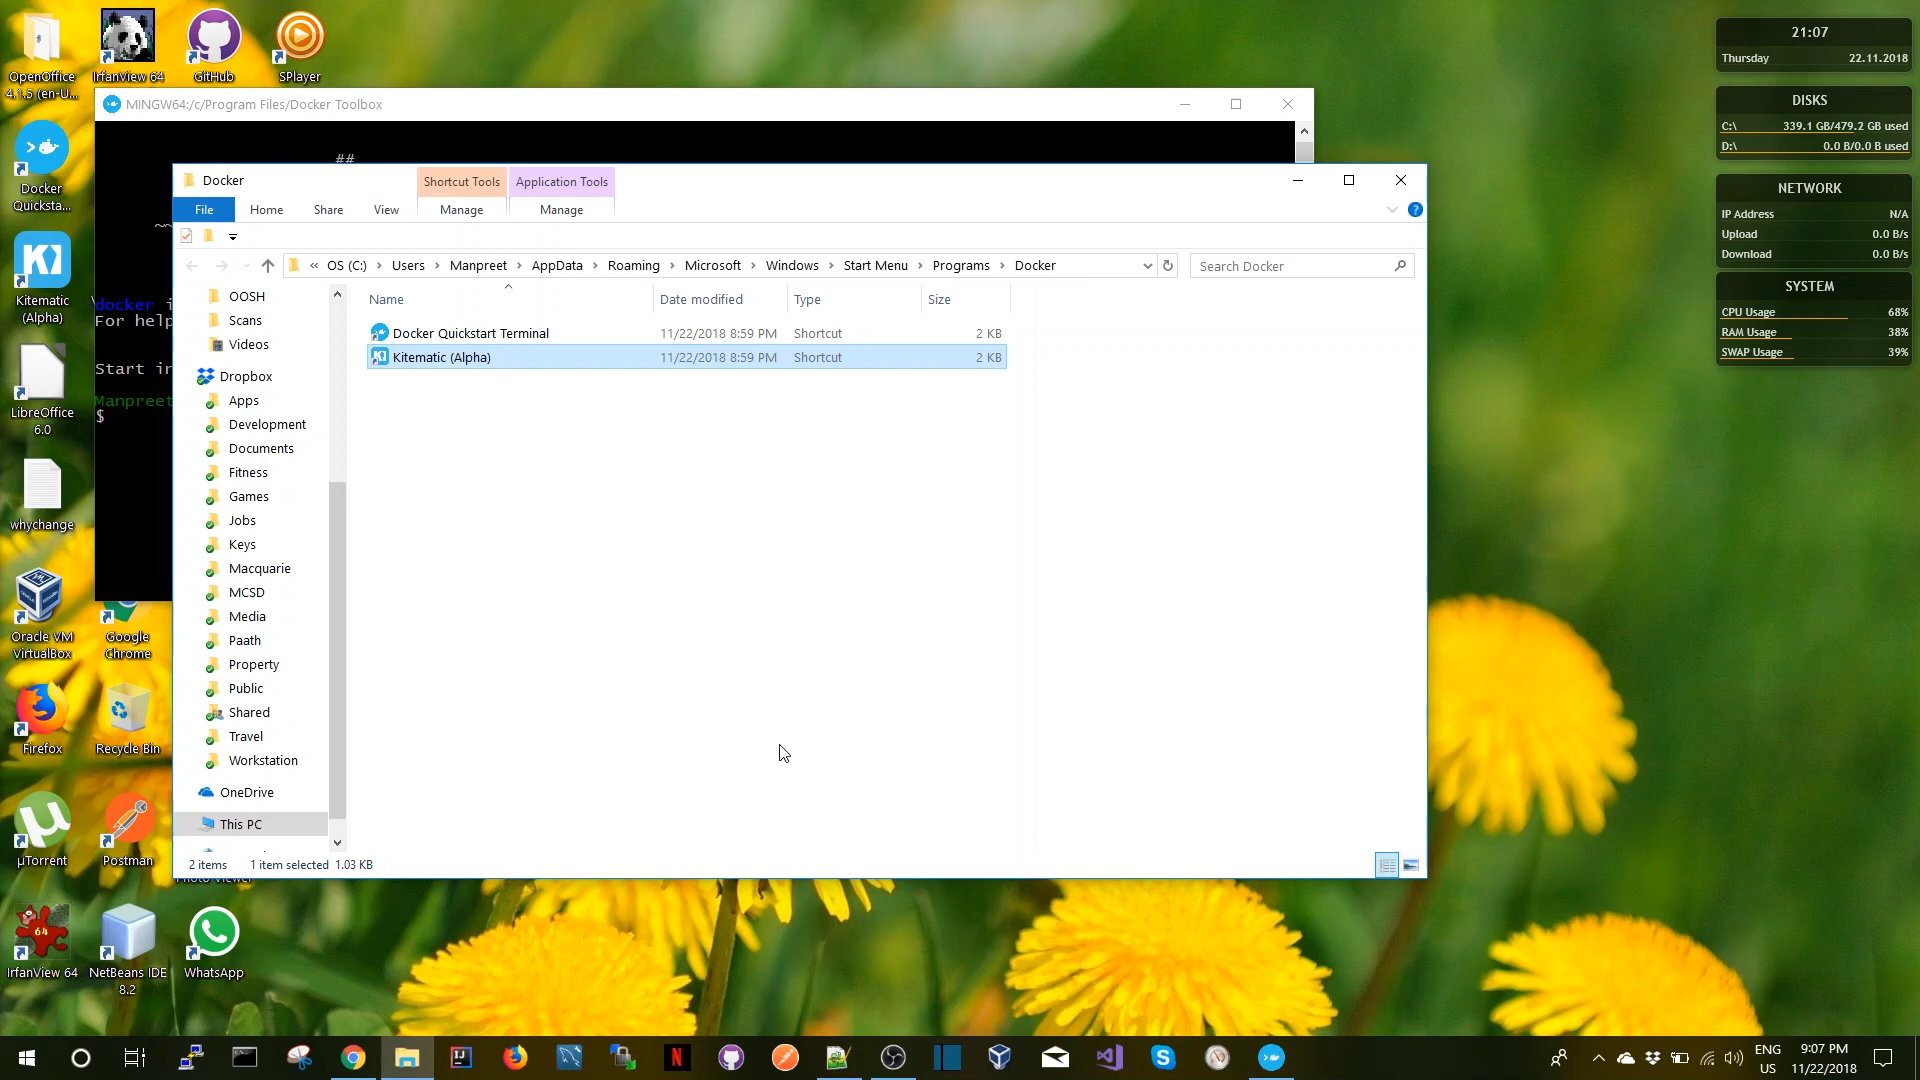 OpenOffice
4.1.5 (en-U...
IrfanView 64
GitHub
SPlayer
Docker
Quicksta...
Kitematic
(Alpha)
LibreOffice
6.0
whychange
Oracle VM
VirtualBox
Google
Chrome
Firefox
Recycle Bin
µTorrent
Postman
IrfanView 64
NetBeans IDE
8.2
WhatsApp
MINGW64:/c/Program Files/Docker Toolbox
##
~~
docker i
For help
Start in
Manpreet
$
Docker
Shortcut Tools
Application Tools
File
Home
Share
View
Manage
Manage
« OS (C:) › Users › Manpreet › AppData › Roaming › Microsoft › Windows › Start Menu › Programs › Docker
Search Docker
OOSH
Scans
Videos
Dropbox
Apps
Development
Documents
Fitness
Games
Jobs
Keys
Macquarie
MCSD
Media
Paath
Property
Public
Shared
Travel
Workstation
OneDrive
This PC
Name Date modified Type Size
Docker Quickstart Terminal 11/22/2018 8:59 PM Shortcut 2 KB
Kitematic (Alpha) 11/22/2018 8:59 PM Shortcut 2 KB
2 items 1 item selected 1.03 KB
21:07
Thursday 22.11.2018
DISKS
C:\ 339.1 GB/479.2 GB used
D:\ 0.0 B/0.0 B used
NETWORK
IP Address N/A
Upload 0.0 B/s
Download 0.0 B/s
SYSTEM
CPU Usage 68%
RAM Usage 38%
SWAP Usage 39%
ENG
US
9:07 PM
11/22/2018